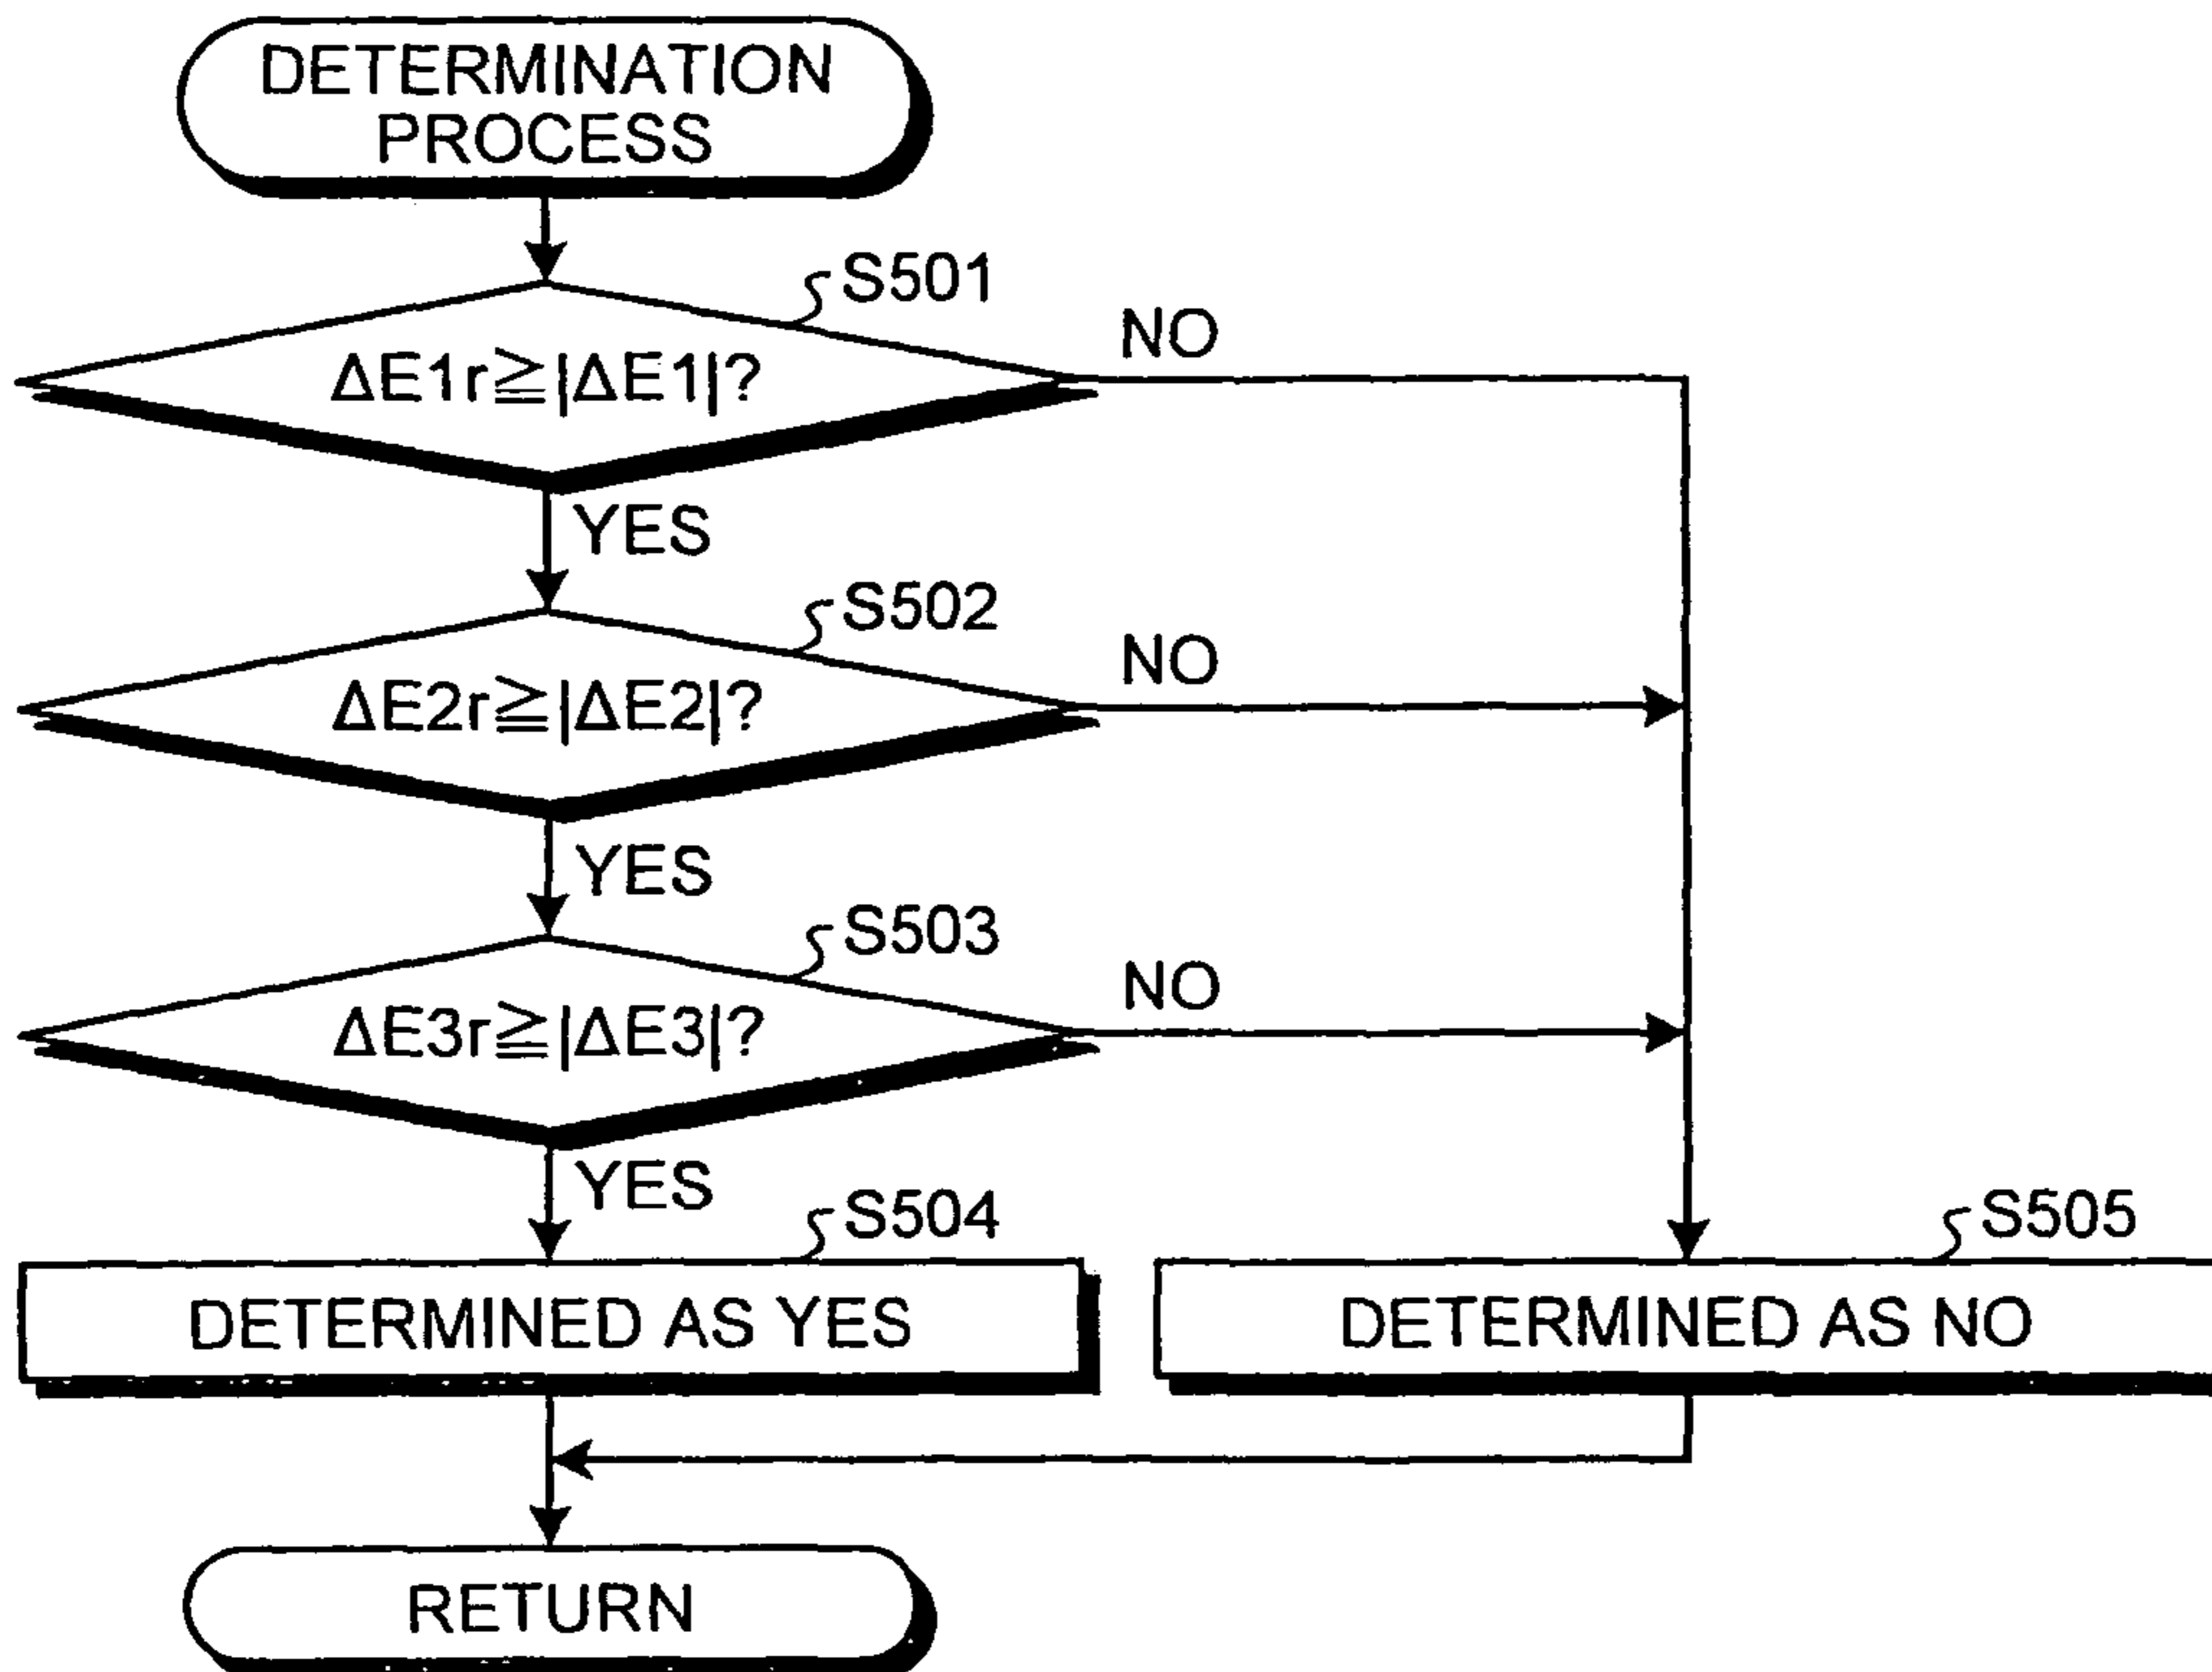 DETERMINATION
PROCESS
S501
ΔE1r≧|ΔE1|?
NO
YES
S502
ΔE2r≧|ΔE2|?
NO
YES
S503
ΔE3r≧|ΔE3|?
NO
YES
S504
S505
DETERMINED AS YES
DETERMINED AS NO
RETURN